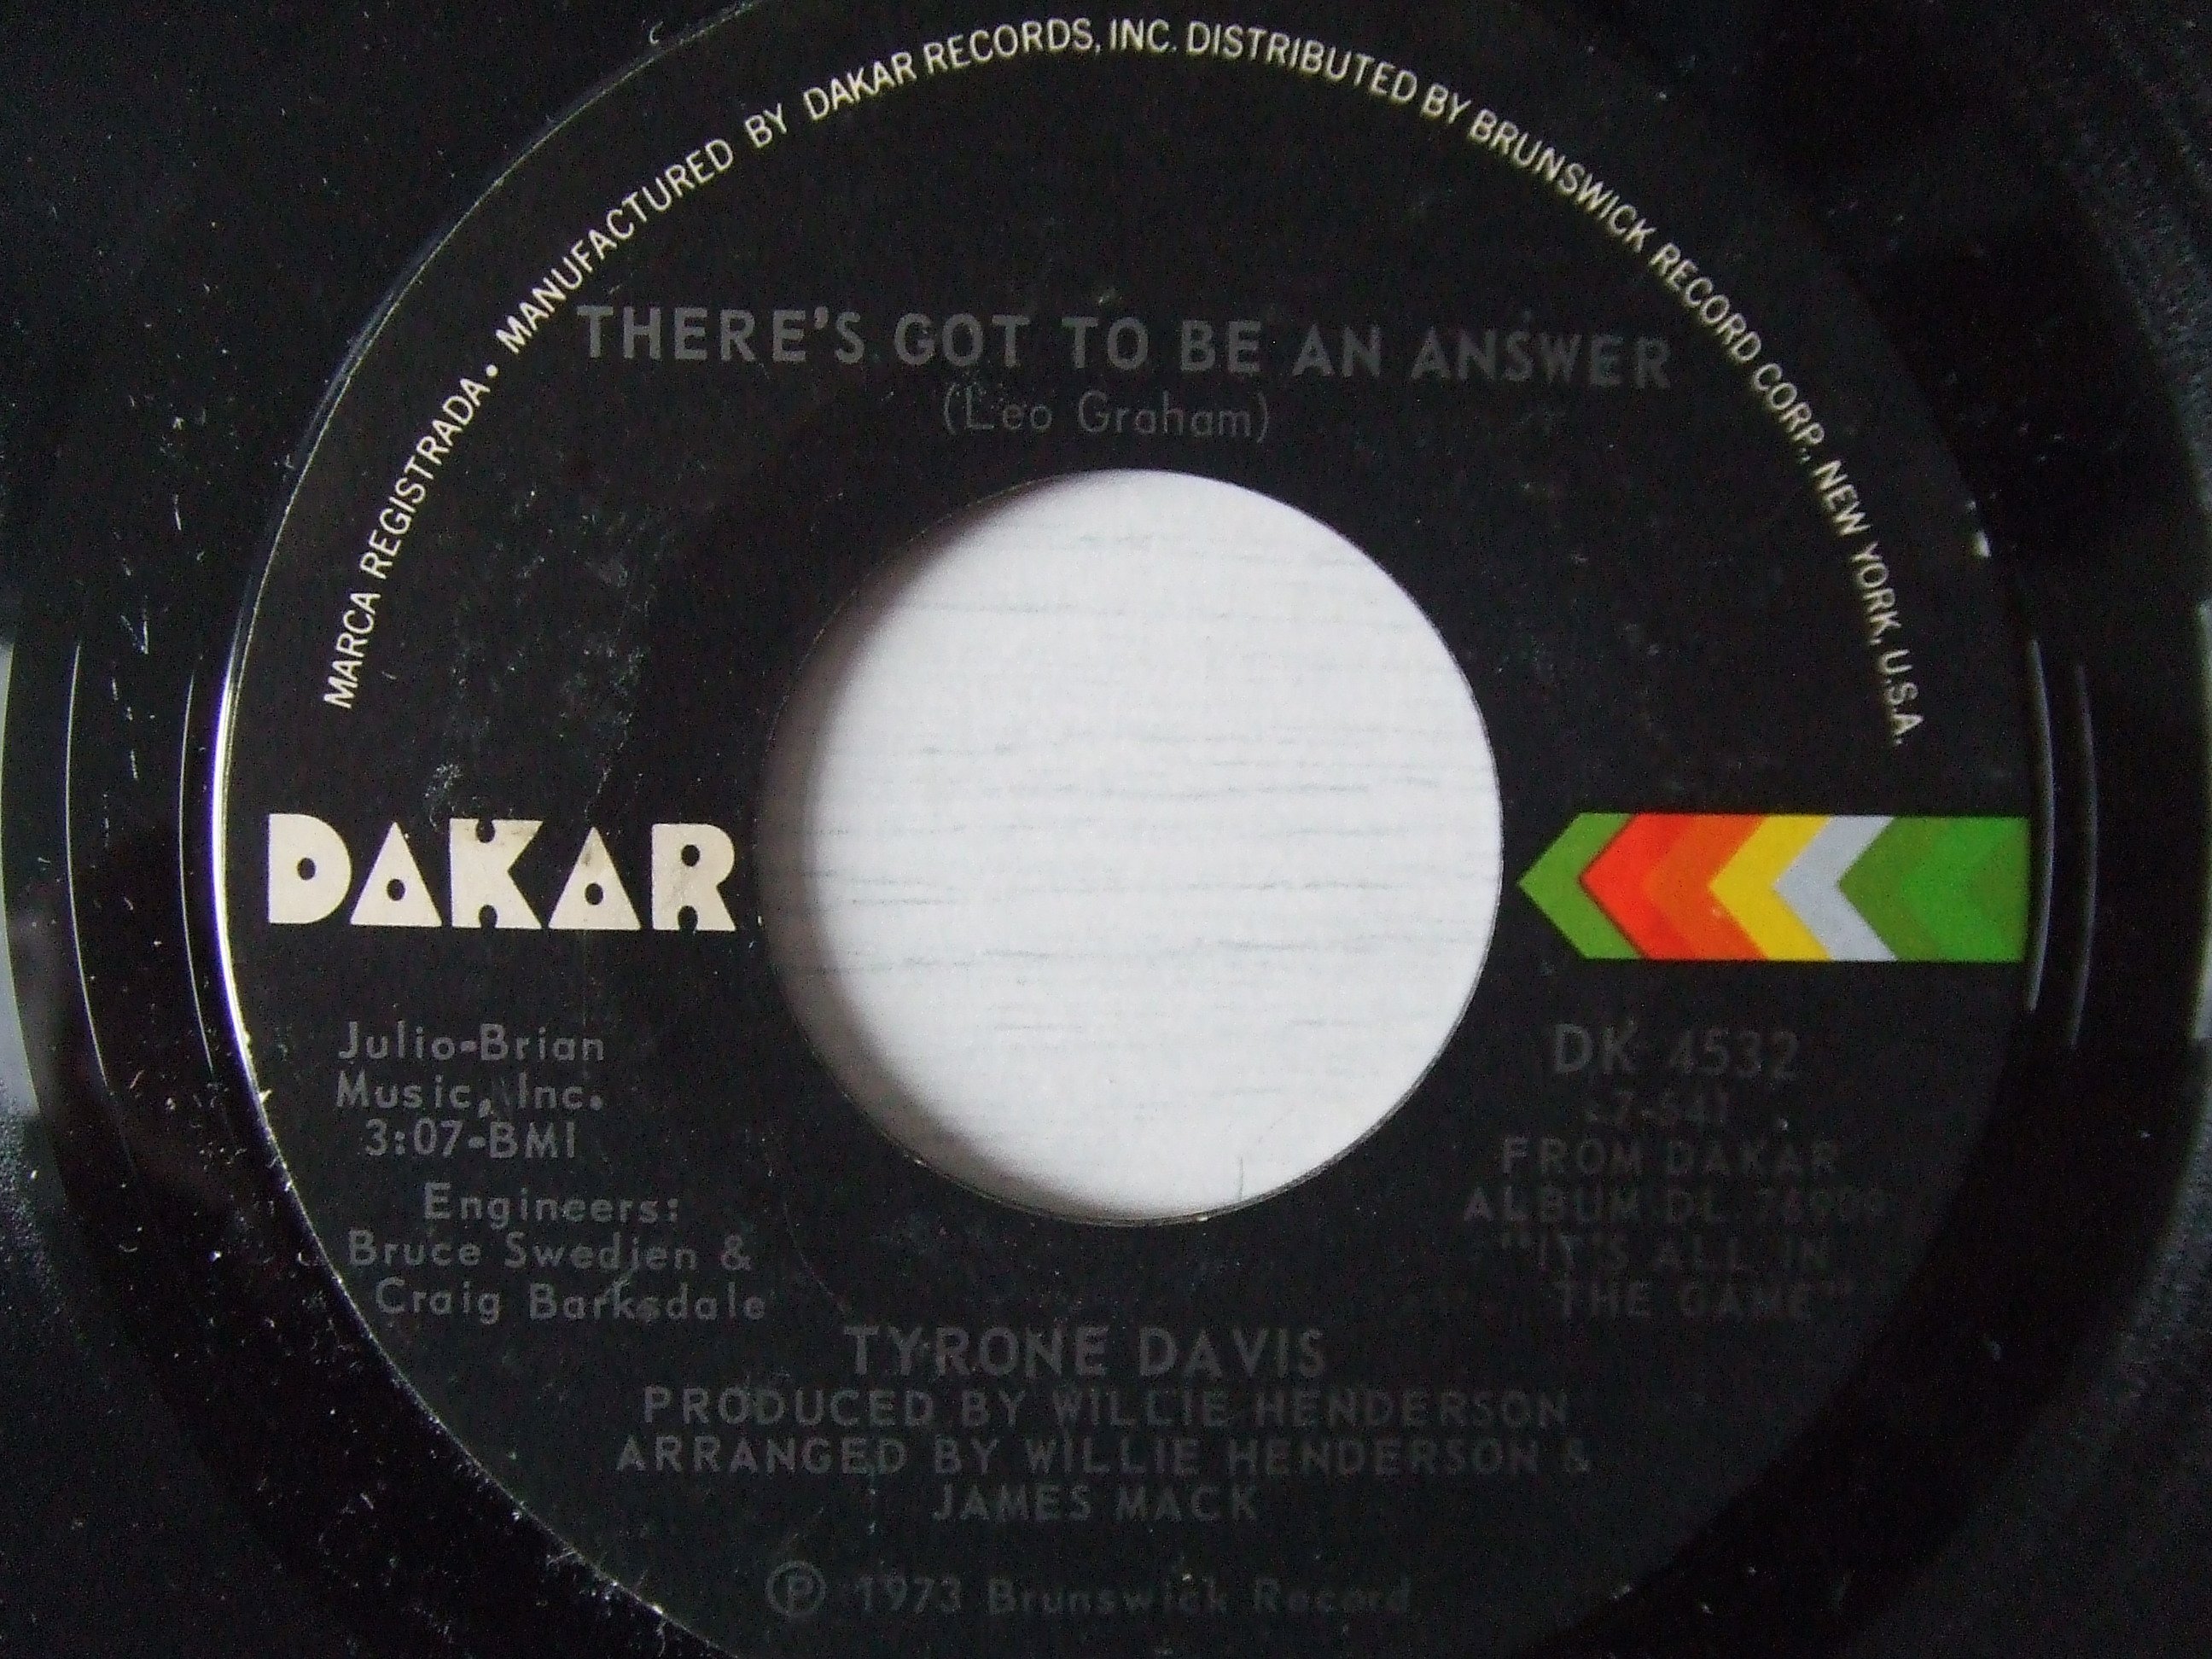 MARCA REGISTRADA • MANUFACTURED BY DAKAR RECORDS, INC. DISTRIBUTED BY BRUNSWICK RECORD CORP., NEW YORK, U.S.A.
THERE'S GOT TO BE AN ANSWER
(Leo Graham)
DAKAR
Julio-Brian
Music, Inc.
3:07-BMI
Engineers:
Bruce Swedien &
Craig Barksdale
DK 4532
FROM DAKAR
ALBUM DL 76909
"IT'S ALL IN
THE GAME"
TYRONE DAVIS
PRODUCED BY WILLIE HENDERSON
ARRANGED BY WILLIE HENDERSON &
JAMES MACK
Ⓟ 1973 Brunswick Record